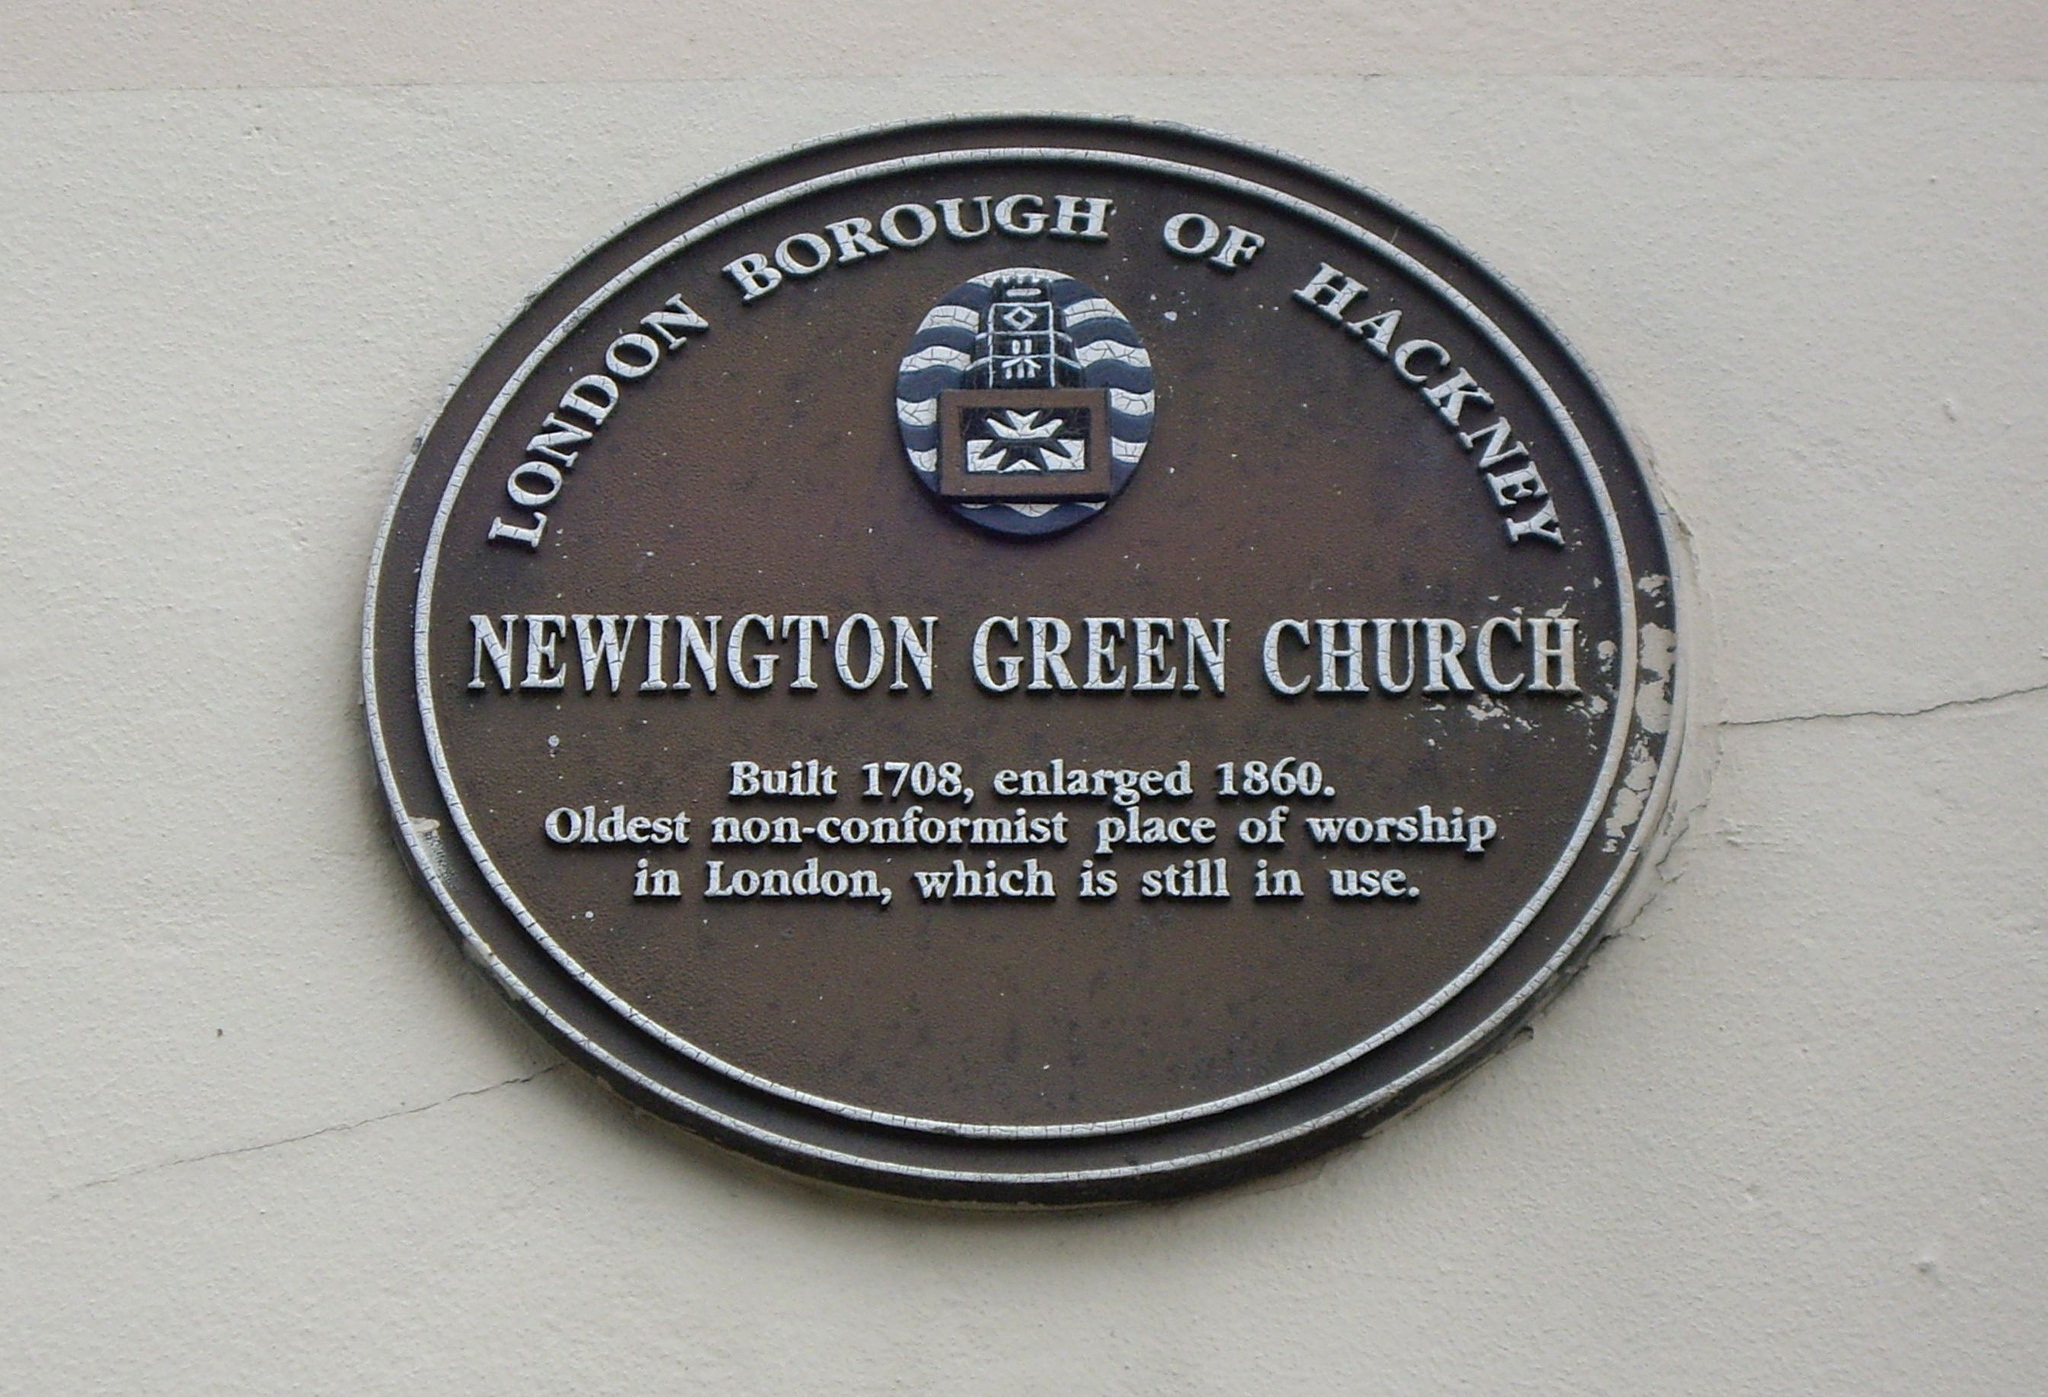 LONDON BOROUGH OF HACKNEY
NEWINGTON GREEN CHURCH
Built 1708, enlarged 1860.
Oldest non-conformist place of worship
in London, which is still in use.